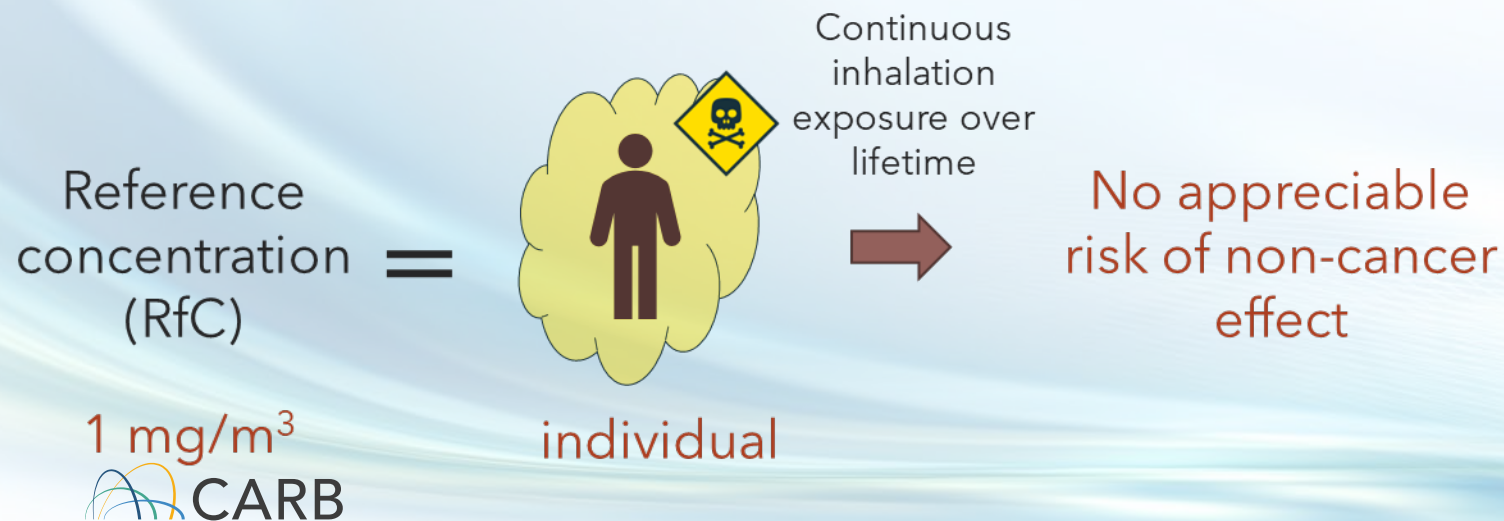 Continuous
inhalation
exposure over
lifetime
Reference
concentration
(RfC)
=
No appreciable
risk of non-cancer
effect
1 mg/m³
individual
CARB